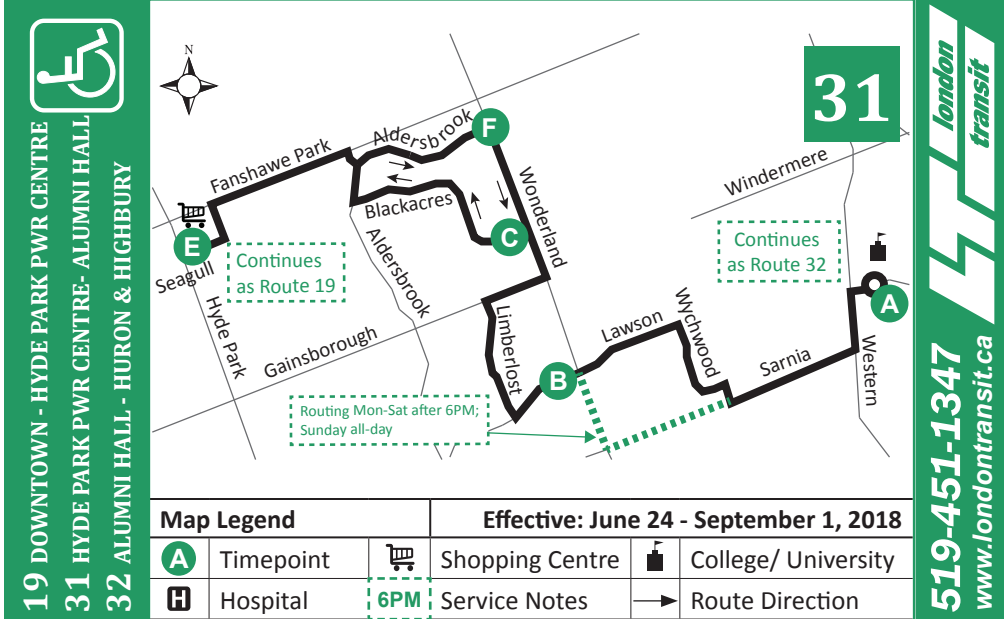 19 DOWNTOWN - HYDE PARK PWR CENTRE
31 HYDE PARK PWR CENTRE- ALUMNI HALL
32 ALUMNI HALL - HURON & HIGHBURY
N
31
Fanshawe Park
Aldersbrook
F
Wonderland
Windermere
Blackacres
C
E
Seagull
Continues
as Route 19
Aldersbrook
Continues
as Route 32
A
Hyde Park
Gainsborough
Limberlost
Lawson
Wychwood
Sarnia
Western
B
Routing Mon-Sat after 6PM;
Sunday all-day
Map Legend
Effective: June 24 - September 1, 2018
A Timepoint
Shopping Centre
College/ University
H Hospital
6PM Service Notes
Route Direction
london
transit
519-451-1347
www.londontransit.ca